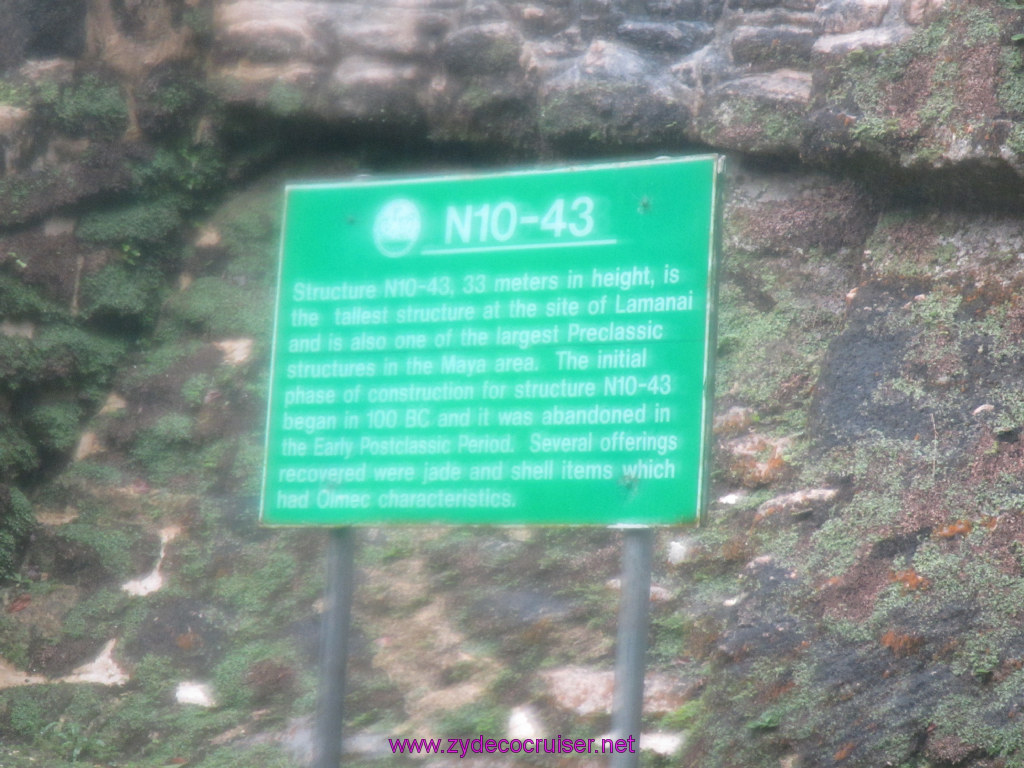 N10-43
Structure N10-43, 33 meters in height, is
the tallest structure at the site of Lamanai
and is also one of the largest Preclassic
structures in the Maya area. The initial
phase of construction for structure N10-43
began in 100 BC and it was abandoned in
the Early Postclassic Period. Several offerings
recovered were jade and shell items which
had Olmec characteristics.
www.zydecocruiser.net